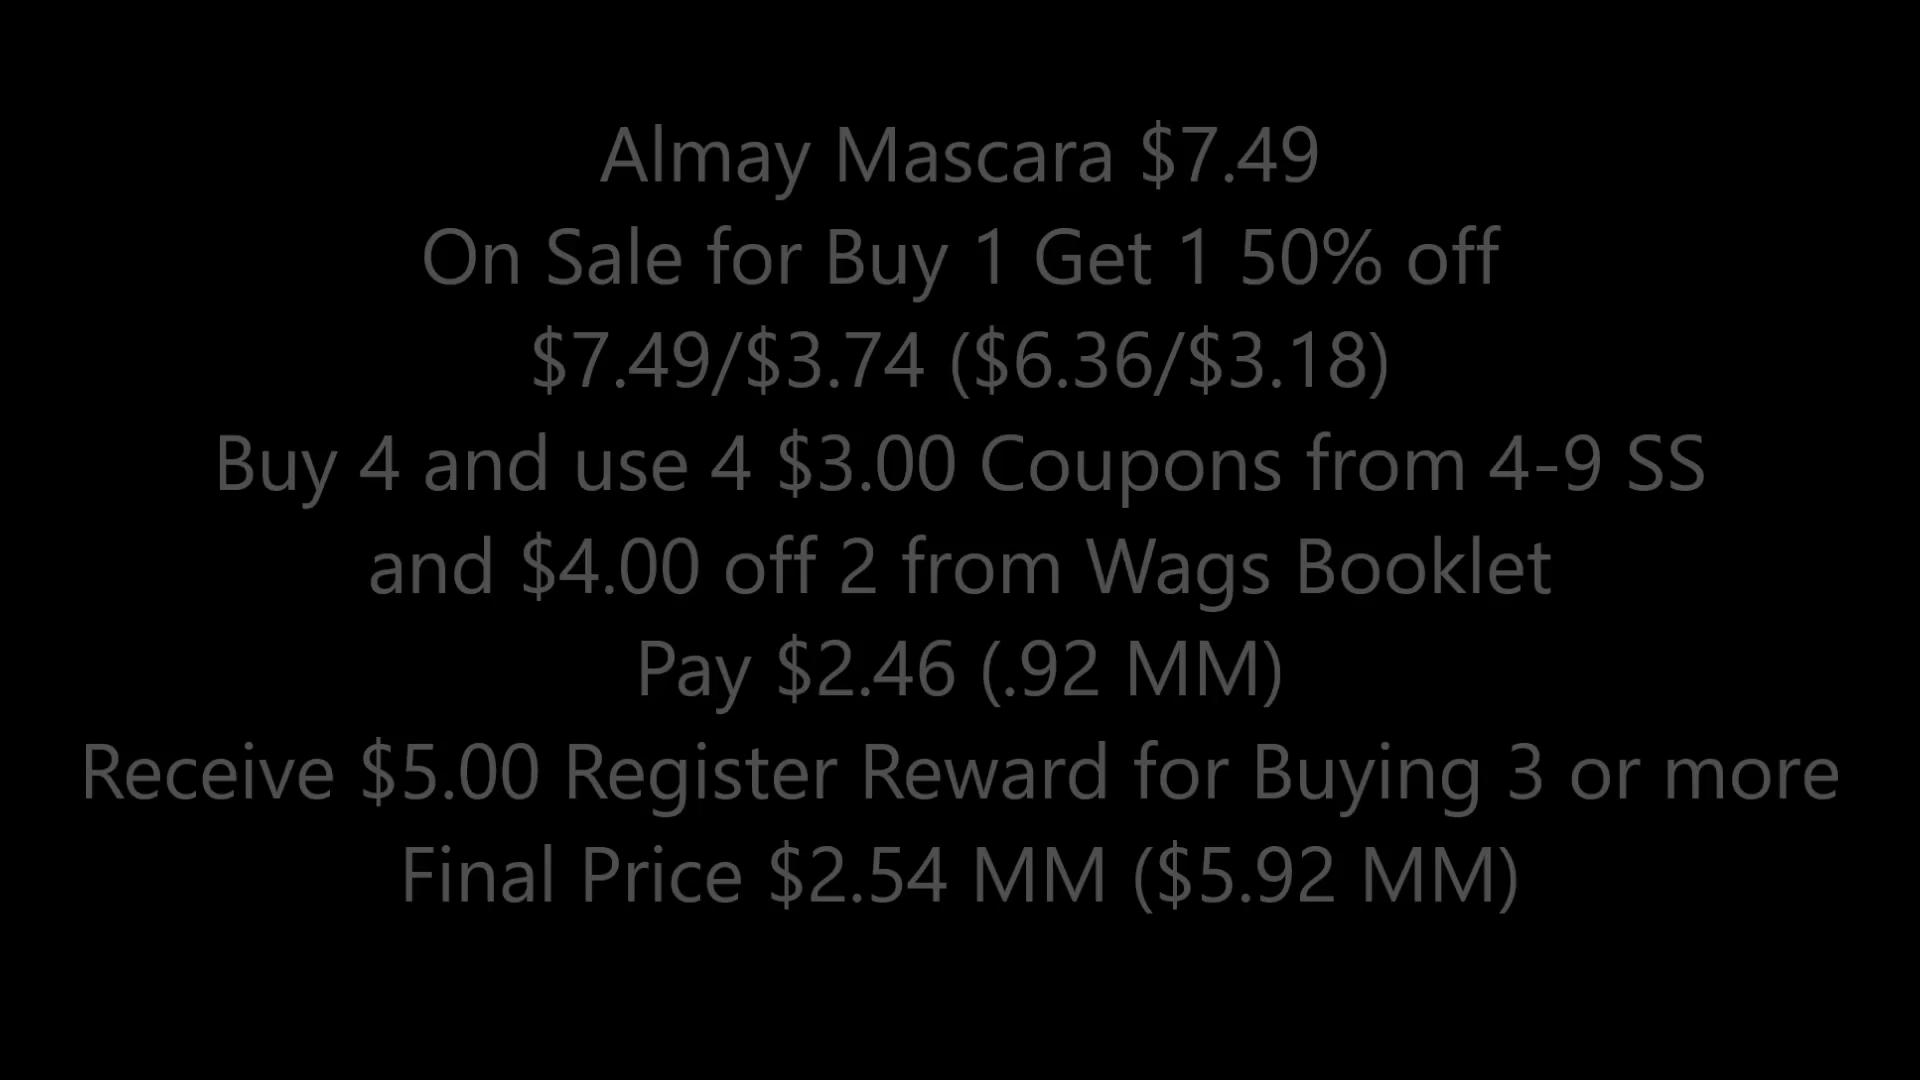 Almay Mascara $7.49
On Sale for Buy 1 Get 1 50% off
$7.49/$3.74 ($6.36/$3.18)
Buy 4 and use 4 $3.00 Coupons from 4-9 SS
and $4.00 off 2 from Wags Booklet
Pay $2.46 (.92 MM)
Receive $5.00 Register Reward for Buying 3 or more
Final Price $2.54 MM ($5.92 MM)